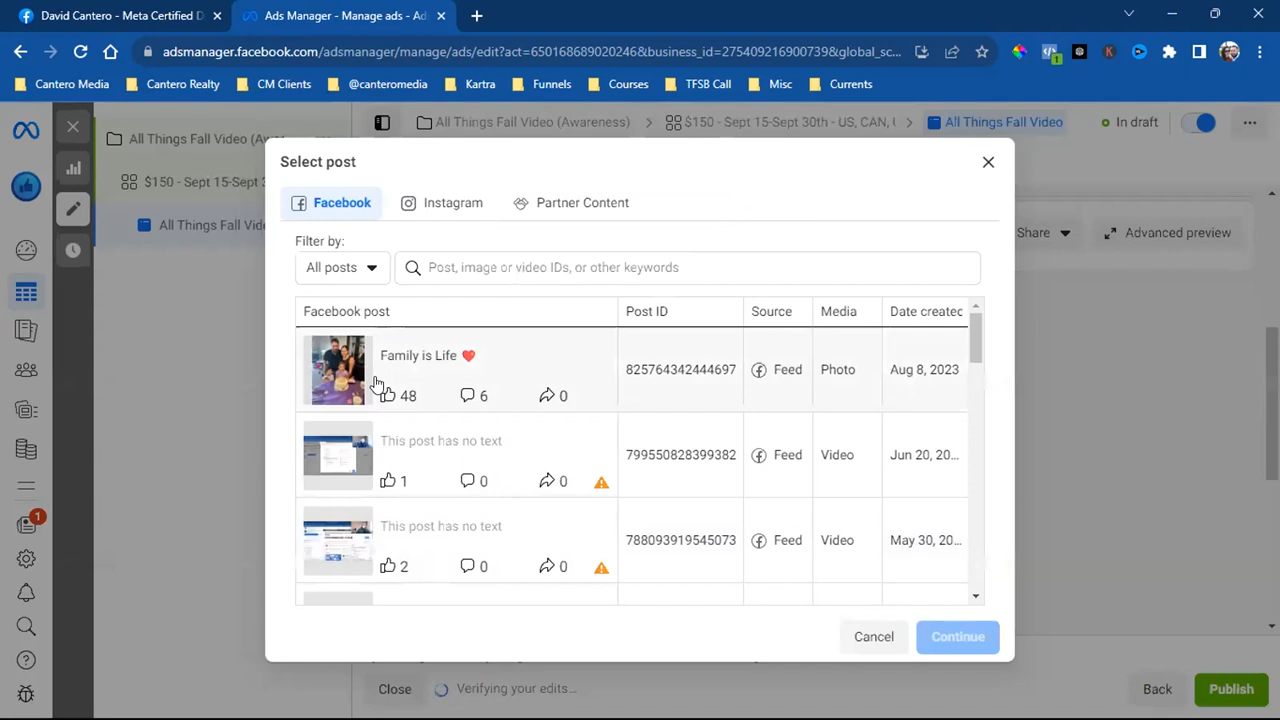 David Cantero - Meta Certified D
Ads Manager - Manage ads - Ads
adsmanager.facebook.com/adsmanager/manage/ads/edit?act=650168689020246&business_id=275409216900739&global_sc...
1
Cantero Media
Cantero Realty
CM Clients
@canteromedia
Kartra
Funnels
Courses
TFSB Call
Misc
Currents
All Things Fall Video (Aw
All Things Fall Video (Awareness)
$150 - Sept 15-Sept 30th - US, CAN, U
All Things Fall Video
In draft
$150 - Sept 15-Sept 3
All Things Fall Vide
Share
Advanced preview
Select post
Facebook
Instagram
Partner Content
Filter by:
All posts
Post, image or video IDs, or other keywords
Facebook post
Post ID
Source
Media
Date created
Family is Life ❤️
48
6
0
825764342444697
Feed
Photo
Aug 8, 2023
This post has no text
1
0
0
799550828399382
Feed
Video
Jun 20, 20...
This post has no text
2
0
0
788093919545073
Feed
Video
May 30, 20...
Cancel
Continue
1
Close
Verifying your edits...
Back
Publish